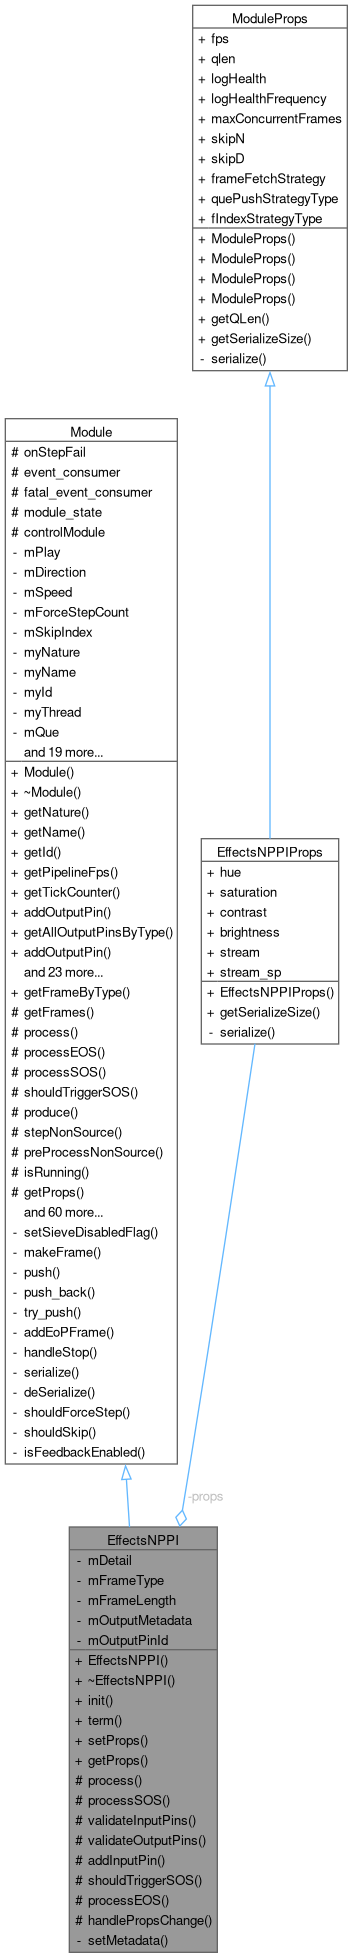 ModuleProps
+ fps
+ qlen
+ logHealth
+ logHealthFrequency
+ maxConcurrentFrames
+ skipN
+ skipD
+ frameFetchStrategy
+ quePushStrategyType
+ fIndexStrategyType
+ ModuleProps()
+ ModuleProps()
+ ModuleProps()
+ ModuleProps()
+ getQLen()
+ getSerializeSize()
- serialize()
Module
# onStepFail
# event_consumer
# fatal_event_consumer
# module_state
# controlModule
- mPlay
- mDirection
- mSpeed
- mForceStepCount
- mSkipIndex
- myNature
- myName
- myId
- myThread
- mQue
and 19 more...
+ Module()
+ ~Module()
+ getNature()
+ getName()
+ getId()
+ getPipelineFps()
+ getTickCounter()
+ addOutputPin()
+ getAllOutputPinsByType()
+ addOutputPin()
and 23 more...
+ getFrameByType()
# getFrames()
# process()
# processEOS()
# processSOS()
# shouldTriggerSOS()
# produce()
# stepNonSource()
# preProcessNonSource()
# isRunning()
# getProps()
and 60 more...
- setSieveDisabledFlag()
- makeFrame()
- push()
- push_back()
- try_push()
- addEoPFrame()
- handleStop()
- serialize()
- deSerialize()
- shouldForceStep()
- shouldSkip()
- isFeedbackEnabled()
EffectsNPPIProps
+ hue
+ saturation
+ contrast
+ brightness
+ stream
+ stream_sp
+ EffectsNPPIProps()
+ getSerializeSize()
- serialize()
-props
EffectsNPPI
- mDetail
- mFrameType
- mFrameLength
- mOutputMetadata
- mOutputPinId
+ EffectsNPPI()
+ ~EffectsNPPI()
+ init()
+ term()
+ setProps()
+ getProps()
# process()
# processSOS()
# validateInputPins()
# validateOutputPins()
# addInputPin()
# shouldTriggerSOS()
# processEOS()
# handlePropsChange()
- setMetadata()